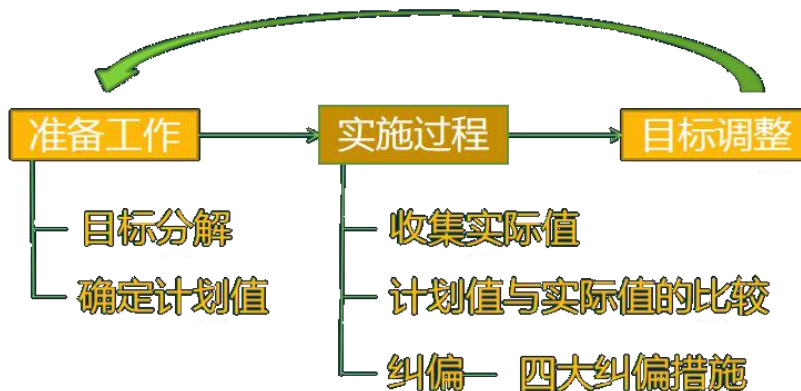 准备工作
实施过程
目标调整
目标分解
收集实际值
确定计划值
计划值与实际值的比较
纠偏 四大纠偏措施